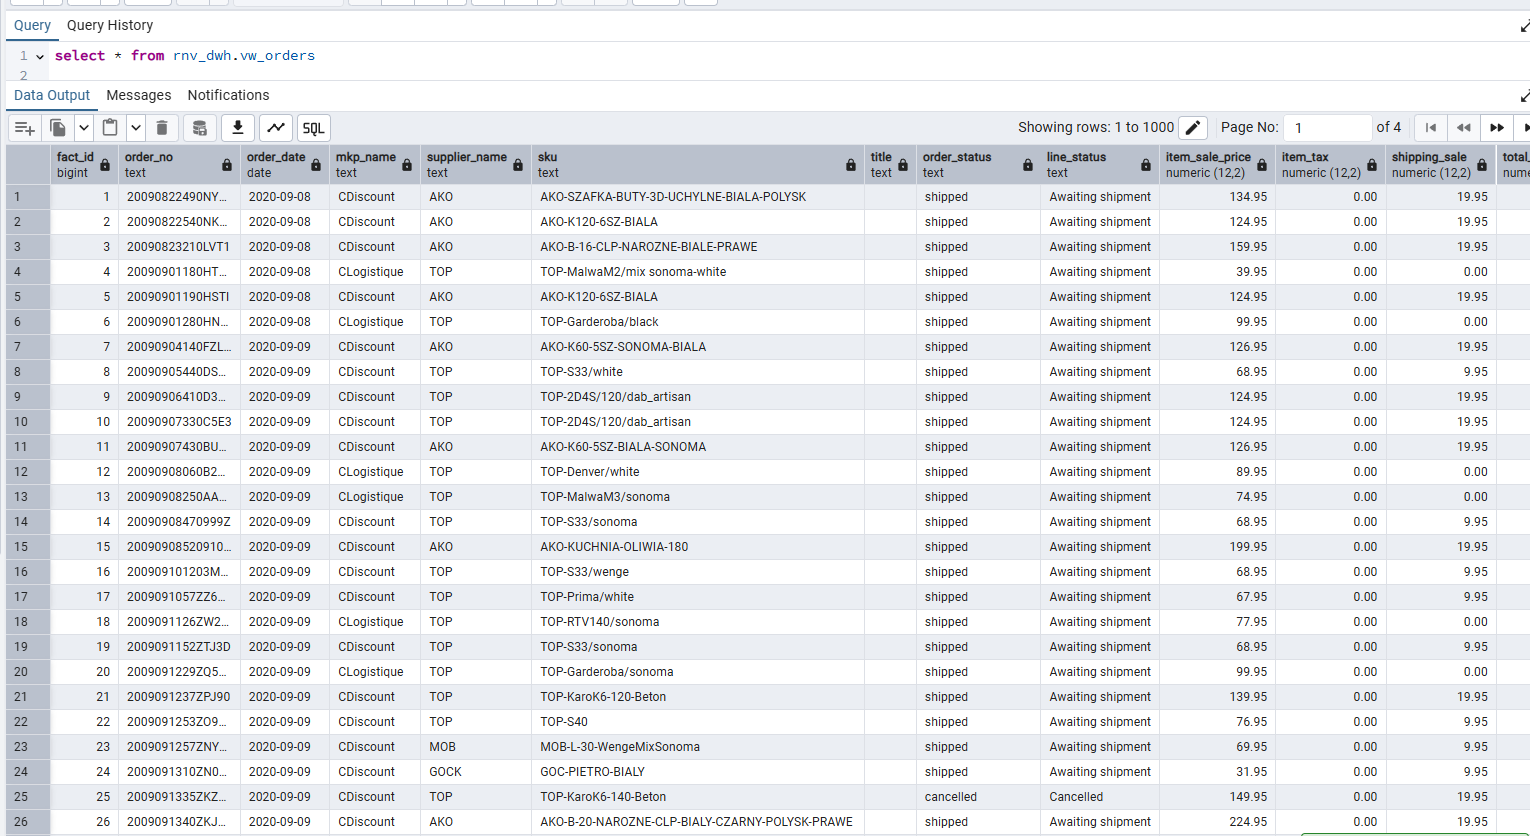 Query Query History
1 select * from rnv_dwh.vw_orders
2
Data Output Messages Notifications
SQL Showing rows: 1 to 1000 Page No: 1 of 4
fact_id order_no order_date mkp_name supplier_name sku title order_status line_status item_sale_price item_tax shipping_sale total_
bigint text date text text text text text text numeric (12,2) numeric (12,2) numeric (12,2) nume
1 1 20090822490NY... 2020-09-08 CDiscount AKO AKO-SZAFKA-BUTY-3D-UCHYLNE-BIALA-POLYSK shipped Awaiting shipment 134.95 0.00 19.95
2 2 20090822540NK... 2020-09-08 CDiscount AKO AKO-K120-6SZ-BIALA shipped Awaiting shipment 124.95 0.00 19.95
3 3 20090823210LVT1 2020-09-08 CDiscount AKO AKO-B-16-CLP-NAROZNE-BIALE-PRAWE shipped Awaiting shipment 159.95 0.00 19.95
4 4 20090901180HT... 2020-09-08 CLogistique TOP TOP-MalwaM2/mix sonoma-white shipped Awaiting shipment 39.95 0.00 0.00
5 5 20090901190HSTI 2020-09-08 CDiscount AKO AKO-K120-6SZ-BIALA shipped Awaiting shipment 124.95 0.00 19.95
6 6 20090901280HN... 2020-09-08 CLogistique TOP TOP-Garderoba/black shipped Awaiting shipment 99.95 0.00 0.00
7 7 20090904140FZL... 2020-09-09 CDiscount AKO AKO-K60-5SZ-SONOMA-BIALA shipped Awaiting shipment 126.95 0.00 19.95
8 8 20090905440DS... 2020-09-09 CDiscount TOP TOP-S33/white shipped Awaiting shipment 68.95 0.00 9.95
9 9 20090906410D3... 2020-09-09 CDiscount TOP TOP-2D4S/120/dab_artisan shipped Awaiting shipment 124.95 0.00 19.95
10 10 20090907330C5E3 2020-09-09 CDiscount TOP TOP-2D4S/120/dab_artisan shipped Awaiting shipment 124.95 0.00 19.95
11 11 20090907430BU... 2020-09-09 CDiscount AKO AKO-K60-5SZ-BIALA-SONOMA shipped Awaiting shipment 126.95 0.00 19.95
12 12 20090908060B2... 2020-09-09 CLogistique TOP TOP-Denver/white shipped Awaiting shipment 89.95 0.00 0.00
13 13 20090908250AA... 2020-09-09 CLogistique TOP TOP-MalwaM3/sonoma shipped Awaiting shipment 74.95 0.00 0.00
14 14 20090908470999Z 2020-09-09 CDiscount TOP TOP-S33/sonoma shipped Awaiting shipment 68.95 0.00 9.95
15 15 20090908520910... 2020-09-09 CDiscount AKO AKO-KUCHNIA-OLIWIA-180 shipped Awaiting shipment 199.95 0.00 19.95
16 16 200909101203M... 2020-09-09 CDiscount TOP TOP-S33/wenge shipped Awaiting shipment 68.95 0.00 9.95
17 17 2009091057ZZ6... 2020-09-09 CDiscount TOP TOP-Prima/white shipped Awaiting shipment 67.95 0.00 9.95
18 18 2009091126ZW2... 2020-09-09 CLogistique TOP TOP-RTV140/sonoma shipped Awaiting shipment 77.95 0.00 0.00
19 19 2009091152ZTJ3D 2020-09-09 CDiscount TOP TOP-S33/sonoma shipped Awaiting shipment 68.95 0.00 9.95
20 20 2009091229ZQ5... 2020-09-09 CLogistique TOP TOP-Garderoba/sonoma shipped Awaiting shipment 99.95 0.00 0.00
21 21 2009091237ZPJ90 2020-09-09 CDiscount TOP TOP-KaroK6-120-Beton shipped Awaiting shipment 139.95 0.00 19.95
22 22 2009091253ZO9... 2020-09-09 CDiscount TOP TOP-S40 shipped Awaiting shipment 76.95 0.00 9.95
23 23 2009091257ZNY... 2020-09-09 CDiscount MOB MOB-L-30-WengeMixSonoma shipped Awaiting shipment 69.95 0.00 9.95
24 24 2009091310ZN0... 2020-09-09 CDiscount GOCK GOC-PIETRO-BIALY shipped Awaiting shipment 31.95 0.00 9.95
25 25 2009091335ZKZ... 2020-09-09 CDiscount TOP TOP-KaroK6-140-Beton cancelled Cancelled 149.95 0.00 19.95
26 26 2009091340ZKJ... 2020-09-09 CDiscount AKO AKO-B-20-NAROZNE-CLP-BIALY-CZARNY-POLYSK-PRAWE shipped Awaiting shipment 224.95 0.00 19.95